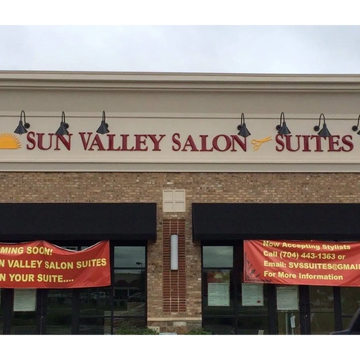 SUN VALLEY SALON SUITES
OMING SOON!
N VALLEY SALON SUITES
N YOUR SUITE....
Now Accepting Stylists
Call (704) 443-1363 or
Email: SVSSUITES@GMAI
For More Information